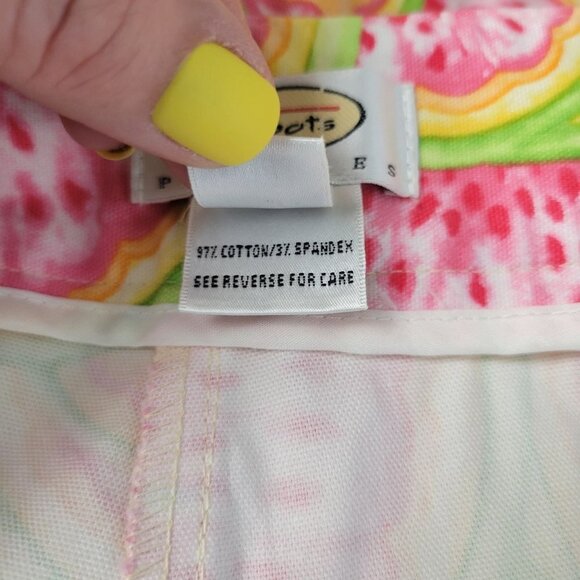 P E S
97% COTTON/3% SPANDEX
SEE REVERSE FOR CARE